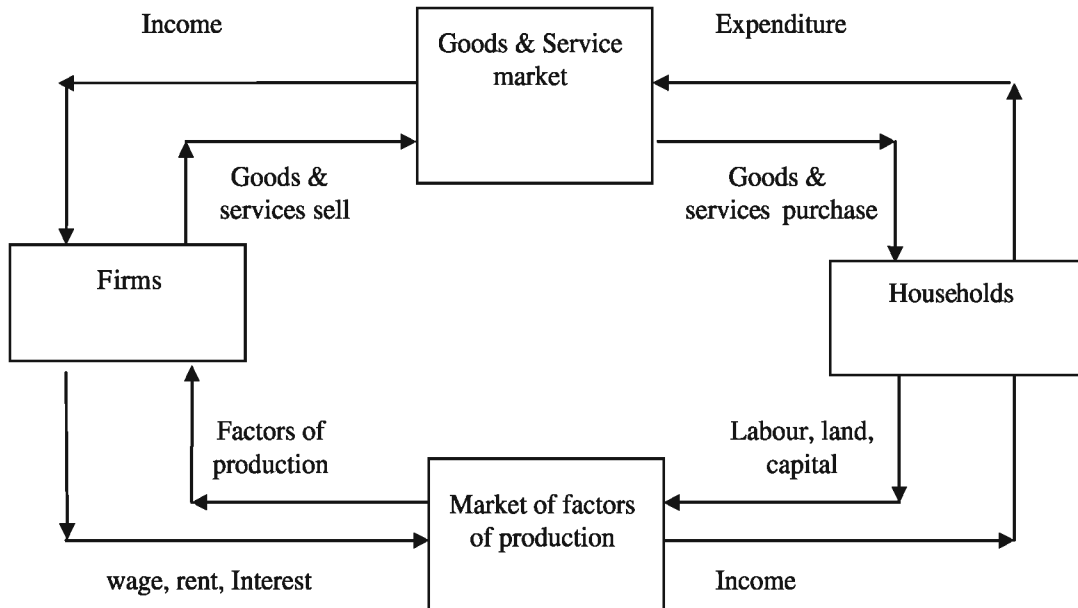 Income
Goods & Service
market
Expenditure
Goods &
services sell
Goods &
services purchase
Firms
Households
Factors of
production
Labour, land,
capital
Market of factors
of production
wage, rent, Interest
Income